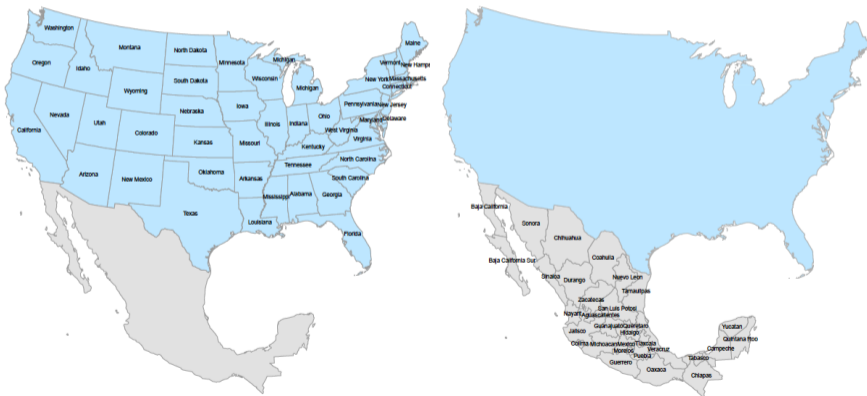 Washington
Montana
North Dakota
Minnesota
Michigan
Maine
Oregon
Idaho
Wisconsin
Vermont
New Hamp
South Dakota
Wyoming
Michigan
New York
Massachusetts
Connecticut
Nebraska
Iowa
Pennsylvania
New Jersey
Nevada
Utah
Colorado
Illinois
Indiana
Ohio
Maryland
Delaware
California
Kansas
Missouri
West Virginia
Virginia
Kentucky
Arizona
New Mexico
Oklahoma
Arkansas
Tennessee
North Carolina
South Carolina
Mississippi
Alabama
Georgia
Texas
Louisiana
Florida
Baja California
Sonora
Chihuahua
Coahuila
Baja California Sur
Sinaloa
Durango
Nuevo Leon
Tamaulipas
Zacatecas
San Luis Potosi
Nayarit
Aguascalientes
Jalisco
Guanajuato
Queretaro
Hidalgo
Colima
Michoacan
Mexico
Tlaxcala
Morelos
Puebla
Veracruz
Guerrero
Oaxaca
Tabasco
Chiapas
Campeche
Yucatan
Quintana Roo